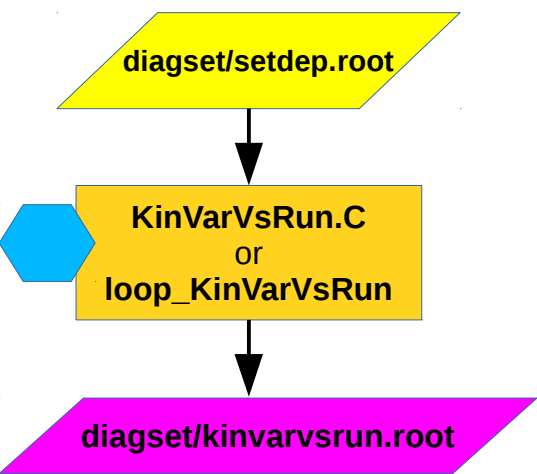 diagset/setdep.root
KinVarVsRun.C
or
loop_KinVarVsRun
diagset/kinvarvsrun.root